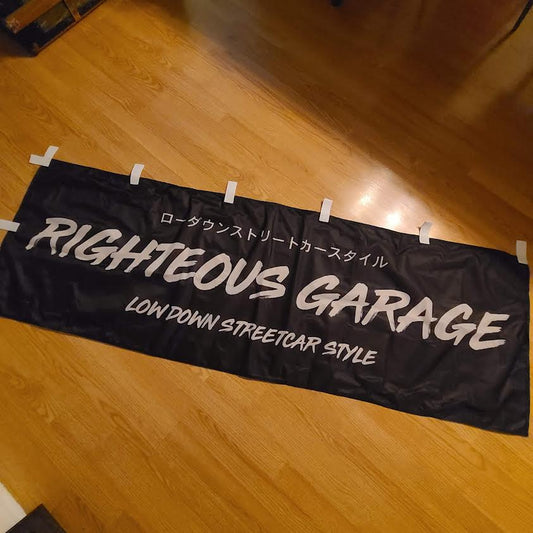 ローダウンストリートカースタイル
RIGHTEOUS GARAGE
LOW DOWN STREETCAR STYLE